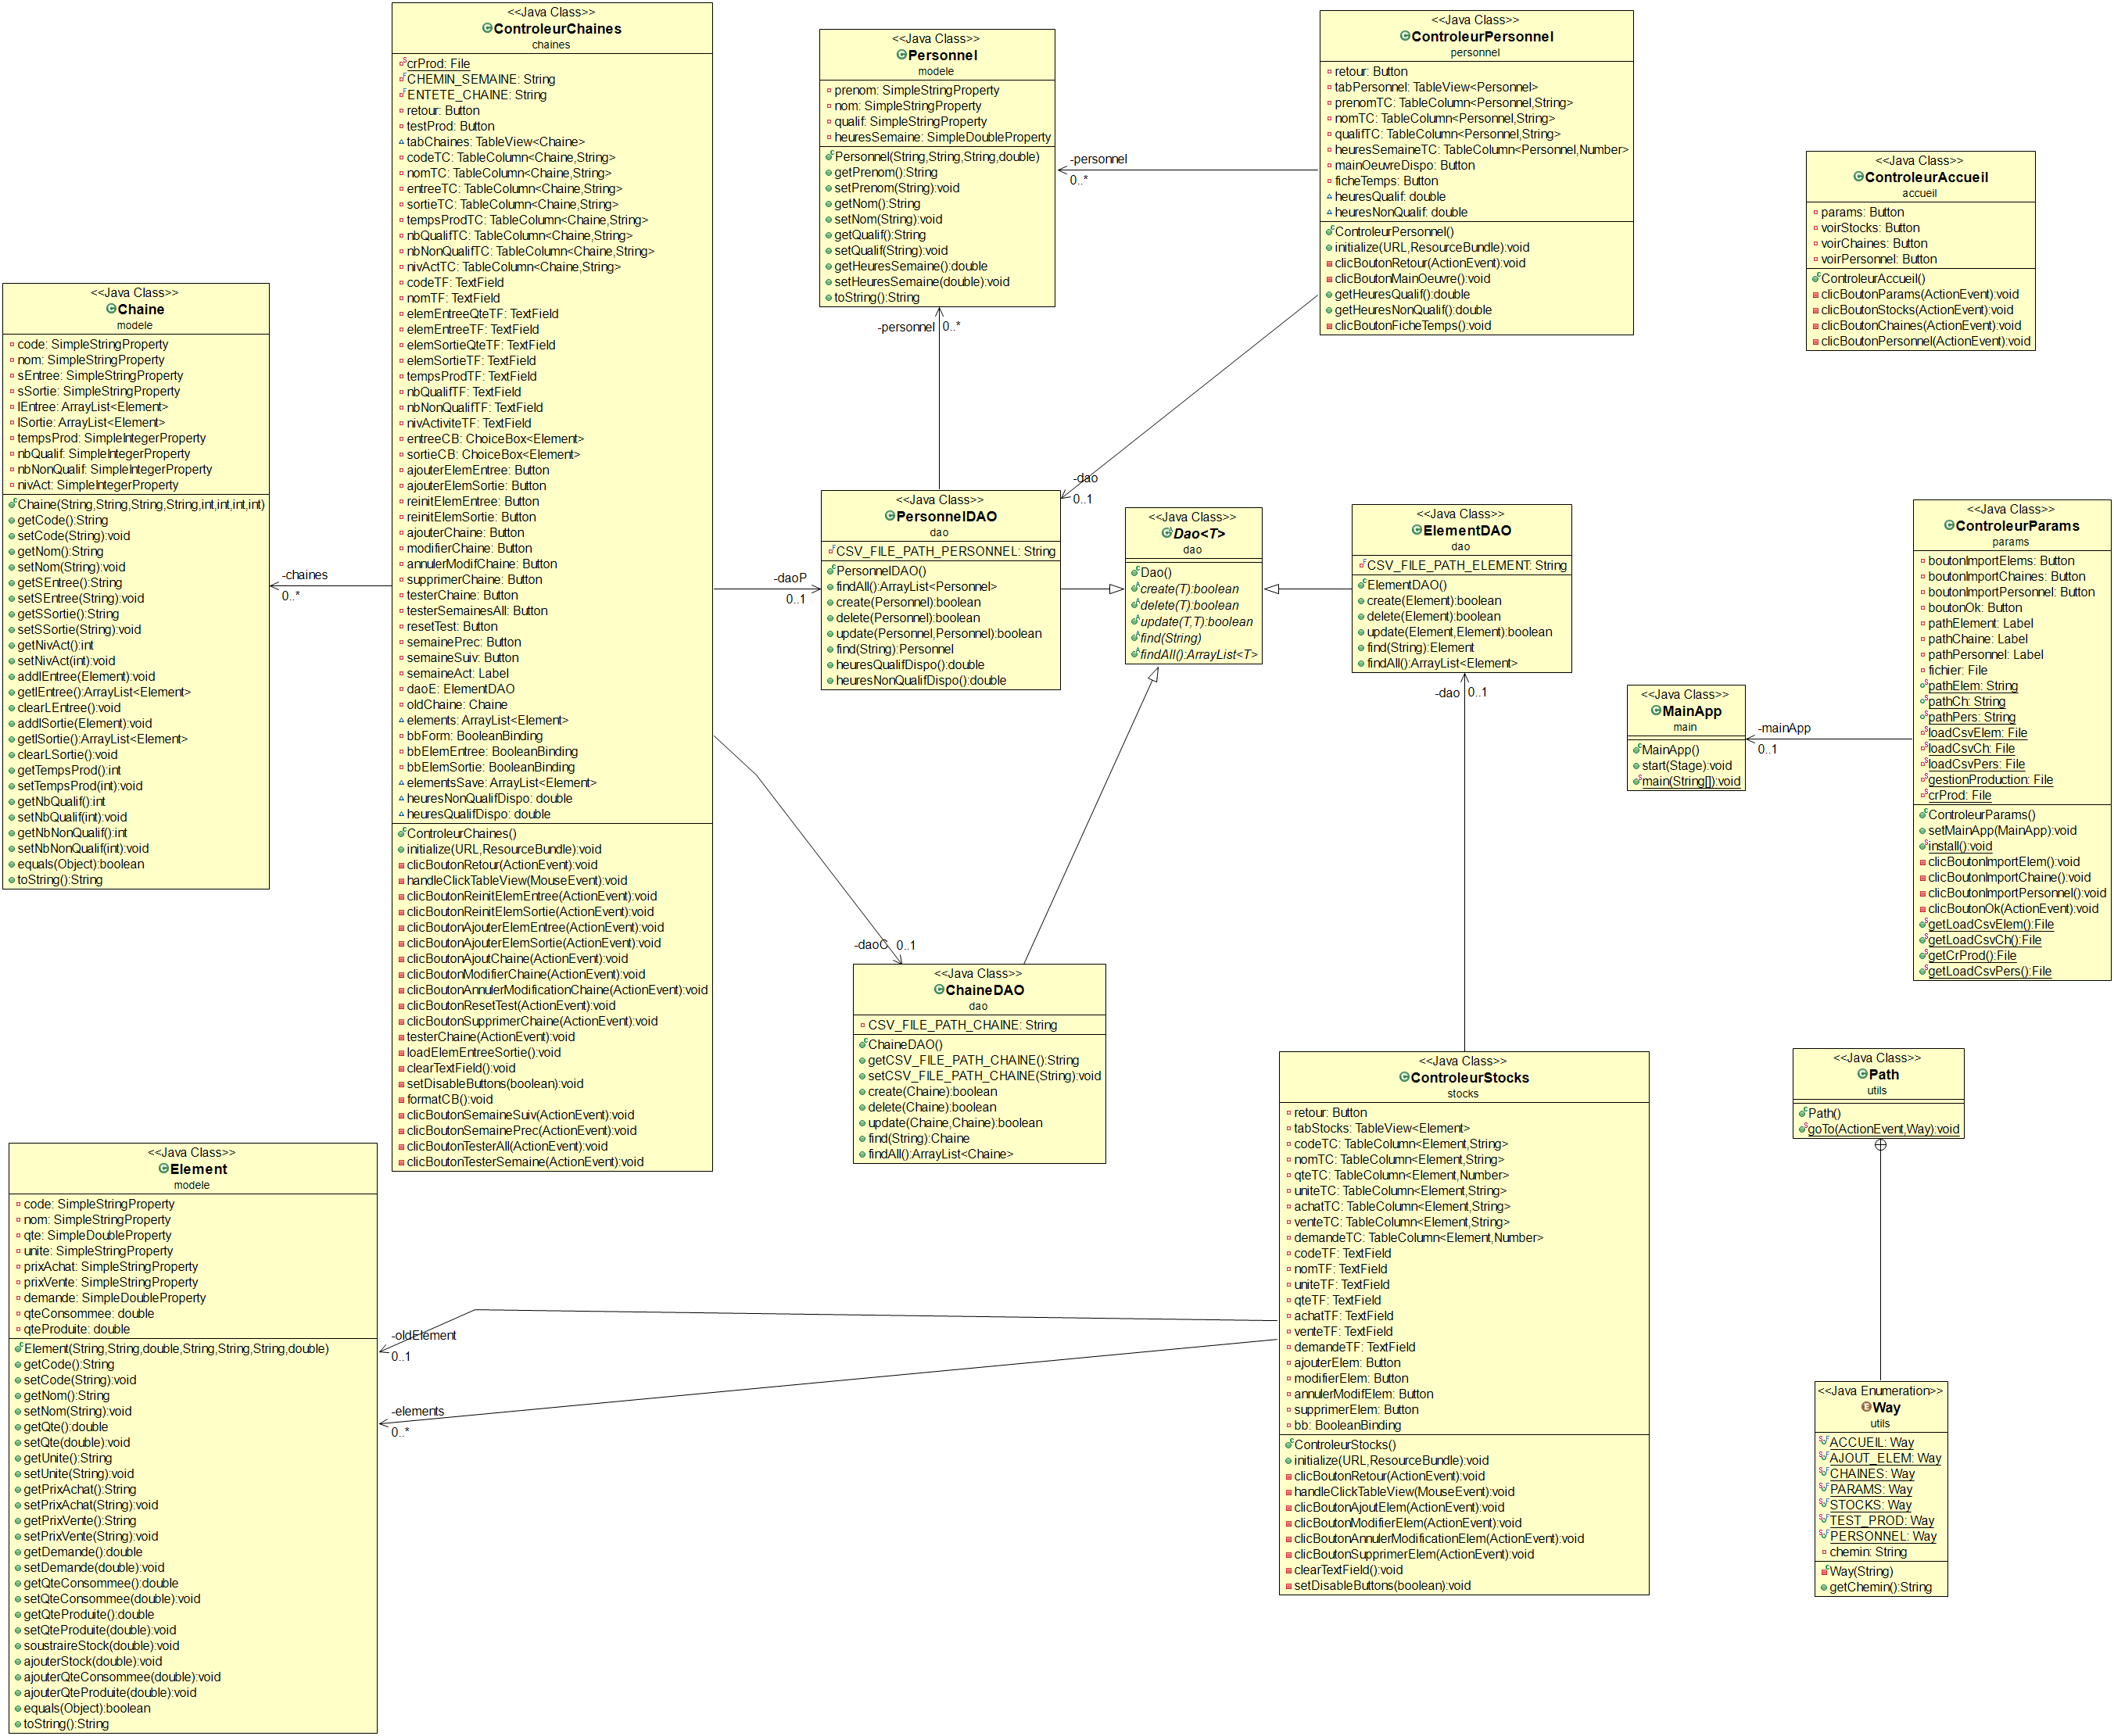 <<Java Class>>
ControleurChaines
chaines
crProd: File
CHEMIN_SEMAINE: String
ENTETE_CHAINE: String
retour: Button
testProd: Button
tabChaines: TableView<Chaine>
codeTC: TableColumn<Chaine,String>
nomTC: TableColumn<Chaine,String>
entreeTC: TableColumn<Chaine,String>
sortieTC: TableColumn<Chaine,String>
tempsProdTC: TableColumn<Chaine,String>
nbQualifTC: TableColumn<Chaine,String>
nbNonQualifTC: TableColumn<Chaine,String>
nivActTC: TableColumn<Chaine,String>
codeTF: TextField
nomTF: TextField
elemEntreeQteTF: TextField
elemEntreeTF: TextField
elemSortieQteTF: TextField
elemSortieTF: TextField
tempsProdTF: TextField
nbQualifTF: TextField
nbNonQualifTF: TextField
nivActiviteTF: TextField
entreeCB: ChoiceBox<Element>
sortieCB: ChoiceBox<Element>
ajouterElemEntree: Button
ajouterElemSortie: Button
reinitElemEntree: Button
reinitElemSortie: Button
ajouterChaine: Button
modifierChaine: Button
annulerModifChaine: Button
supprimerChaine: Button
testerChaine: Button
testerSemainesAll: Button
resetTest: Button
semainePrec: Button
semaineSuiv: Button
semaineAct: Label
daoE: ElementDAO
oldChaine: Chaine
elements: ArrayList<Element>
bbForm: BooleanBinding
bbElemEntree: BooleanBinding
bbElemSortie: BooleanBinding
elementsSave: ArrayList<Element>
heuresNonQualifDispo: double
heuresQualifDispo: double
ControleurChaines()
initialize(URL,ResourceBundle):void
clicBoutonRetour(ActionEvent):void
handleClickTableView(MouseEvent):void
clicBoutonReinitElemEntree(ActionEvent):void
clicBoutonReinitElemSortie(ActionEvent):void
clicBoutonAjouterElemEntree(ActionEvent):void
clicBoutonAjouterElemSortie(ActionEvent):void
clicBoutonAjoutChaine(ActionEvent):void
clicBoutonModifierChaine(ActionEvent):void
clicBoutonAnnulerModificationChaine(ActionEvent):void
clicBoutonResetTest(ActionEvent):void
clicBoutonSupprimerChaine(ActionEvent):void
testerChaine(ActionEvent):void
loadElemEntreeSortie():void
clearTextField():void
setDisableButtons(boolean):void
formatCB():void
clicBoutonSemaineSuiv(ActionEvent):void
clicBoutonSemainePrec(ActionEvent):void
clicBoutonTesterAll(ActionEvent):void
clicBoutonTesterSemaine(ActionEvent):void
<<Java Class>>
Personnel
modele
prenom: SimpleStringProperty
nom: SimpleStringProperty
qualif: SimpleStringProperty
heuresSemaine: SimpleDoubleProperty
Personnel(String,String,String,double)
getPrenom():String
setPrenom(String):void
getNom():String
setNom(String):void
getQualif():String
setQualif(String):void
getHeuresSemaine():double
setHeuresSemaine(double):void
toString():String
<<Java Class>>
ControleurPersonnel
personnel
retour: Button
tabPersonnel: TableView<Personnel>
prenomTC: TableColumn<Personnel,String>
nomTC: TableColumn<Personnel,String>
qualifTC: TableColumn<Personnel,String>
heuresSemaineTC: TableColumn<Personnel,Number>
mainOeuvreDispo: Button
ficheTemps: Button
heuresQualif: double
heuresNonQualif: double
ControleurPersonnel()
initialize(URL,ResourceBundle):void
clicBoutonRetour(ActionEvent):void
clicBoutonMainOeuvre():void
getHeuresQualif():double
getHeuresNonQualif():double
clicBoutonFicheTemps():void
<<Java Class>>
ControleurAccueil
accueil
params: Button
voirStocks: Button
voirChaines: Button
voirPersonnel: Button
ControleurAccueil()
clicBoutonParams(ActionEvent):void
clicBoutonStocks(ActionEvent):void
clicBoutonChaines(ActionEvent):void
clicBoutonPersonnel(ActionEvent):void
-personnel
0..*
-personnel
0..*
-dao
0..1
<<Java Class>>
Chaine
modele
code: SimpleStringProperty
nom: SimpleStringProperty
sEntree: SimpleStringProperty
sSortie: SimpleStringProperty
lEntree: ArrayList<Element>
lSortie: ArrayList<Element>
tempsProd: SimpleIntegerProperty
nbQualif: SimpleIntegerProperty
nbNonQualif: SimpleIntegerProperty
nivAct: SimpleIntegerProperty
Chaine(String,String,String,String,int,int,int,int)
getCode():String
setCode(String):void
getNom():String
setNom(String):void
getSEntree():String
setSEntree(String):void
getSSortie():String
setSSortie(String):void
getNivAct():int
setNivAct(int):void
addlEntree(Element):void
getlEntree():ArrayList<Element>
clearLEntree():void
addlSortie(Element):void
getlSortie():ArrayList<Element>
clearLSortie():void
getTempsProd():int
setTempsProd(int):void
getNbQualif():int
setNbQualif(int):void
getNbNonQualif():int
setNbNonQualif(int):void
equals(Object):boolean
toString():String
-chaines
0..*
-daoP
0..1
<<Java Class>>
PersonnelDAO
dao
CSV_FILE_PATH_PERSONNEL: String
PersonnelDAO()
findAll():ArrayList<Personnel>
create(Personnel):boolean
delete(Personnel):boolean
update(Personnel,Personnel):boolean
find(String):Personnel
heuresQualifDispo():double
heuresNonQualifDispo():double
<<Java Class>>
Dao<T>
dao
Dao()
create(T):boolean
delete(T):boolean
update(T,T):boolean
find(String)
findAll():ArrayList<T>
<<Java Class>>
ElementDAO
dao
CSV_FILE_PATH_ELEMENT: String
ElementDAO()
create(Element):boolean
delete(Element):boolean
update(Element,Element):boolean
find(String):Element
findAll():ArrayList<Element>
-dao
0..1
<<Java Class>>
MainApp
main
MainApp()
start(Stage):void
main(String[]):void
-mainApp
0..1
<<Java Class>>
ControleurParams
params
boutonImportElems: Button
boutonImportChaines: Button
boutonImportPersonnel: Button
boutonOk: Button
pathElement: Label
pathChaine: Label
pathPersonnel: Label
fichier: File
pathElem: String
pathCh: String
pathPers: String
loadCsvElem: File
loadCsvCh: File
loadCsvPers: File
gestionProduction: File
crProd: File
ControleurParams()
setMainApp(MainApp):void
install():void
clicBoutonImportElem():void
clicBoutonImportChaine():void
clicBoutonImportPersonnel():void
clicBoutonOk(ActionEvent):void
getLoadCsvElem():File
getLoadCsvCh():File
getCrProd():File
getLoadCsvPers():File
-daoC
0..1
<<Java Class>>
ChaineDAO
dao
CSV_FILE_PATH_CHAINE: String
ChaineDAO()
getCSV_FILE_PATH_CHAINE():String
setCSV_FILE_PATH_CHAINE(String):void
create(Chaine):boolean
delete(Chaine):boolean
update(Chaine,Chaine):boolean
find(String):Chaine
findAll():ArrayList<Chaine>
<<Java Class>>
ControleurStocks
stocks
retour: Button
tabStocks: TableView<Element>
codeTC: TableColumn<Element,String>
nomTC: TableColumn<Element,String>
qteTC: TableColumn<Element,Number>
uniteTC: TableColumn<Element,String>
achatTC: TableColumn<Element,String>
venteTC: TableColumn<Element,String>
demandeTC: TableColumn<Element,Number>
codeTF: TextField
nomTF: TextField
uniteTF: TextField
qteTF: TextField
achatTF: TextField
venteTF: TextField
demandeTF: TextField
ajouterElem: Button
modifierElem: Button
annulerModifElem: Button
supprimerElem: Button
bb: BooleanBinding
ControleurStocks()
initialize(URL,ResourceBundle):void
clicBoutonRetour(ActionEvent):void
handleClickTableView(MouseEvent):void
clicBoutonAjoutElem(ActionEvent):void
clicBoutonModifierElem(ActionEvent):void
clicBoutonAnnulerModificationElem(ActionEvent):void
clicBoutonSupprimerElem(ActionEvent):void
clearTextField():void
setDisableButtons(boolean):void
<<Java Class>>
Path
utils
Path()
goTo(ActionEvent,Way):void
<<Java Enumeration>>
Way
utils
ACCUEIL: Way
AJOUT_ELEM: Way
CHAINES: Way
PARAMS: Way
STOCKS: Way
TEST_PROD: Way
PERSONNEL: Way
chemin: String
Way(String)
getChemin():String
<<Java Class>>
Element
modele
code: SimpleStringProperty
nom: SimpleStringProperty
qte: SimpleDoubleProperty
unite: SimpleStringProperty
prixAchat: SimpleStringProperty
prixVente: SimpleStringProperty
demande: SimpleDoubleProperty
qteConsommee: double
qteProduite: double
Element(String,String,double,String,String,String,double)
getCode():String
setCode(String):void
getNom():String
setNom(String):void
getQte():double
setQte(double):void
getUnite():String
setUnite(String):void
getPrixAchat():String
setPrixAchat(String):void
getPrixVente():String
setPrixVente(String):void
getDemande():double
setDemande(double):void
getQteConsommee():double
setQteConsommee(double):void
getQteProduite():double
setQteProduite(double):void
soustraireStock(double):void
ajouterStock(double):void
ajouterQteConsommee(double):void
ajouterQteProduite(double):void
equals(Object):boolean
toString():String
-oldElement
0..1
-elements
0..*